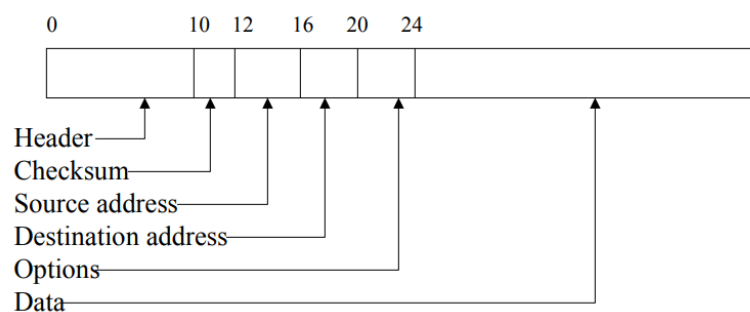 0 10 12 16 20 24
Header
Checksum
Source address
Destination address
Options
Data